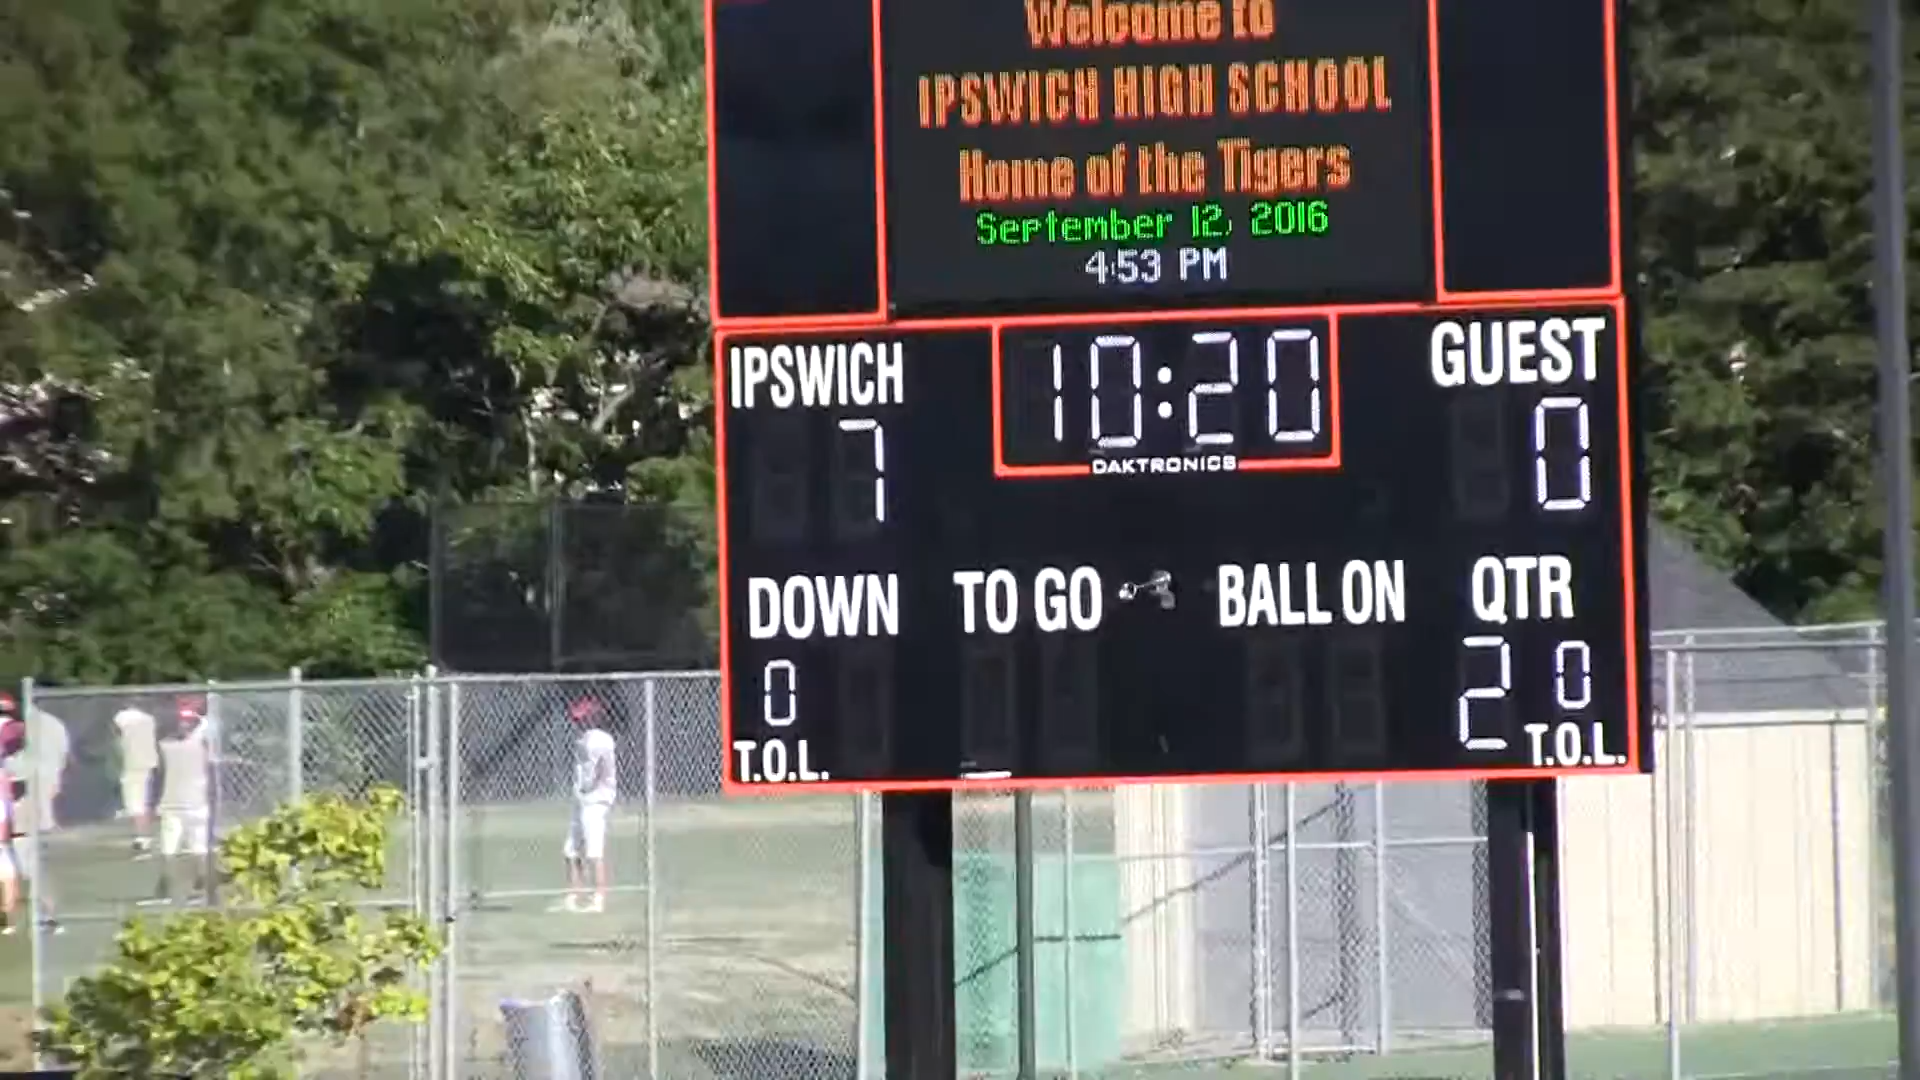 Welcome to
IPSWICH HIGH SCHOOL
Home of the Tigers
September 12, 2016
4:53 PM
IPSWICH
10:20
GUEST
7
DAKTRONICS
0
DOWN
TO GO
BALL ON
QTR
0
2
0
T.O.L.
T.O.L.